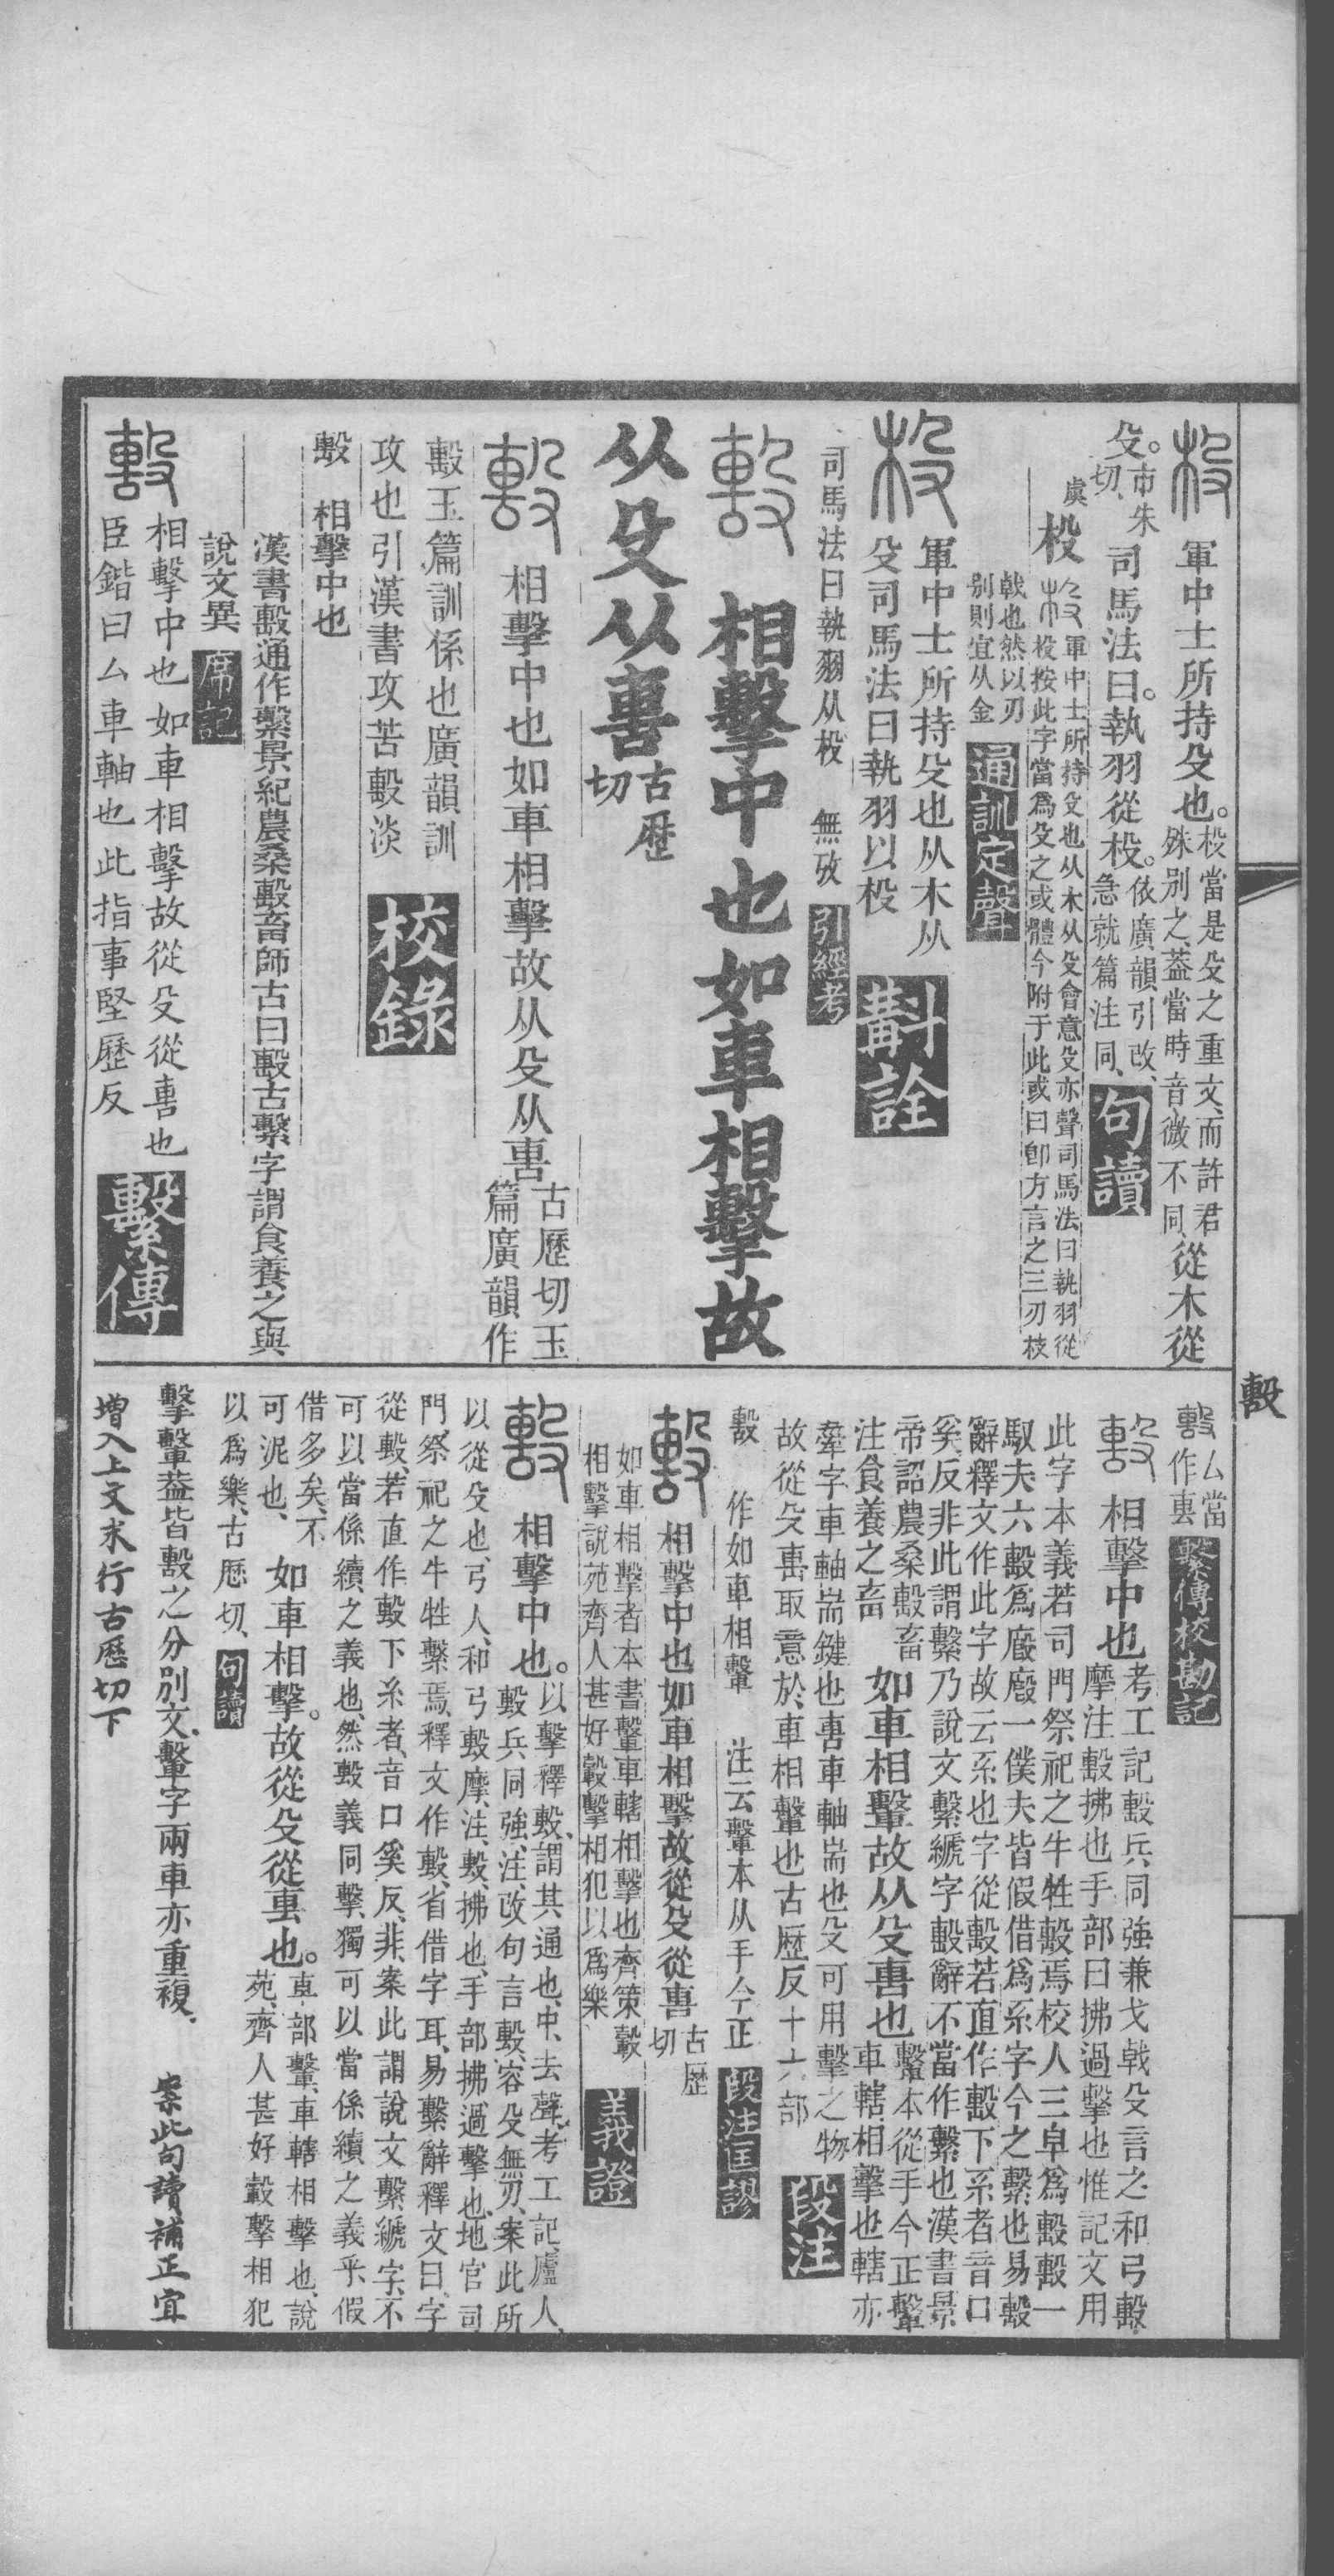 祋
軍中士所持殳也。
祋當是殳之重文、而許君
殊別之、葢當時音微不同、
從木從
殳。
市朱
切、
司馬法曰。執羽從祋。
依廣韻引改、
急就篇注同、
句讀
虞
祋
祋
軍中士所持殳也从木从殳會意殳亦聲司馬法曰執羽從
祋按此字當爲殳之或體今附于此或曰卽方言之三刃枝
戟也然以刃
別則宜从金
通訓定聲
祋
軍中士所持殳也从木从
殳司馬法曰執羽以祋
斠詮
司馬法曰執羽从祋
無攷
引經考
毄
相擊中也如車相擊故
从殳从軎
古歷
切
毄
相擊中也如車相擊故从殳从軎
古歷切玉
篇廣韻作
毄玉篇訓係也廣韻訓
攻也引漢書攻苦毄淡
校錄
毄
相擊中也
漢書毄通作繫景紀農桑毄畜師古曰毄古繫字謂食養之與
說文異
席記
毄
相擊中也如車相擊故從殳從軎也
臣鍇曰厶車軸也此指事堅歷反
繫傳
毄
毄
厶當
作軎
繫傳校勘記
毄
相擊中也
考工記毄兵同強兼戈戟殳言之和弓毄
摩注毄拂也手部曰拂過擊也惟記文用
此字本義若司門祭祀之牛牲毄焉校人三皁爲毄毄一
馭夫六毄爲廄廄一僕夫皆假借爲系字今之繫也易毄
辭釋文作此字故云系也字從毄若直作毄下系者音口
奚反非此謂繫乃說文繫𦃇字毄辭不當作繫也漢書景
帝詔農桑毄畜
注食養之畜
如車相轚故从殳軎也
轚本從手今正轚
車轄相擊也轄亦
舝字車軸耑鍵也軎車軸耑也殳可用擊之物
故從殳軎取意於車相轚也古歷反十六部
段注
毄
作如車相轚
注云轚本从手今正
段注匡謬
毄
相擊中也如車相擊故從殳從軎
古歷
切
如車相擊者本書轚車轄相擊也齊策轂
相擊說苑齊人甚好轂擊相犯以爲樂
義證
毄
相擊中也。
以擊釋毄、謂其通也、中、去聲、考工記、廬人、
毄兵同強、注、改句言毄、容殳無刃、案此所
以從殳也、弓人、和弓毄摩、注、毄、拂也、手部拂過擊也、地官司
門、祭祀之牛牲繫焉、釋文作毄、省借字耳、易繫辭釋文曰、字
從毄、若直作毄下糸者、音口奚反、非、案此謂說文繫𦃇字、不
可以當係續之義也、然毄義同擊、獨可以當係續之義乎、假
借多矣、不
可泥也、
如車相擊。故從殳從軎也。
車部轚、車轄相擊也、說
苑、齊人甚好轂擊相犯
以爲樂、古歷切、
句讀
擊轚葢皆毄之分別文、轚字兩車亦重複、
案此句讀補正宜
增入上文末行古歷切下